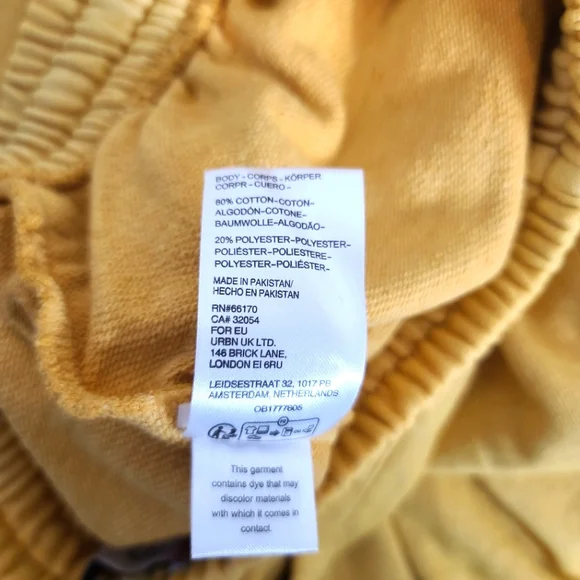 BODY-CORPS-KÖRPER
CORPR-CUERO-
80% COTTON-COTON-
ALGODÓN-COTONE-
BAUMWOLLE-ALGODÃO-
20% POLYESTER-POLYESTER-
POLIÉSTER-POLIESTERE-
POLYESTER-POLIÉSTER-
MADE IN PAKISTAN/
HECHO EN PAKISTAN
RN#66170
CA# 32054
FOR EU
URBN UK LTD.
146 BRICK LANE,
LONDON EI 6RU
LEIDSESTRAAT 32, 1017 PB
AMSTERDAM, NETHERLANDS
OB1777605
FR
This garment
contains dye that may
discolor materials
with which it comes in
contact.